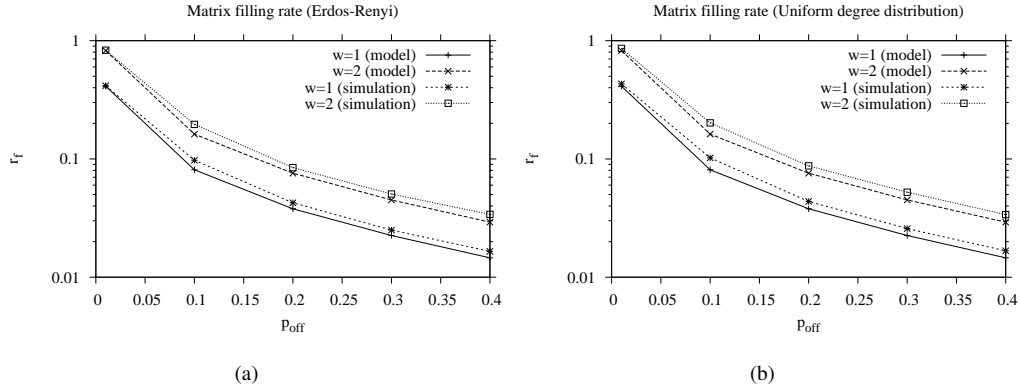 Matrix filling rate (Erdos-Renyi)
1
0.1
0.01
r_f
w=1 (model)
w=2 (model)
w=1 (simulation)
w=2 (simulation)
0 0.05 0.1 0.15 0.2 0.25 0.3 0.35 0.4
p_off
(a)
Matrix filling rate (Uniform degree distribution)
1
0.1
0.01
r_f
w=1 (model)
w=2 (model)
w=1 (simulation)
w=2 (simulation)
0 0.05 0.1 0.15 0.2 0.25 0.3 0.35 0.4
p_off
(b)